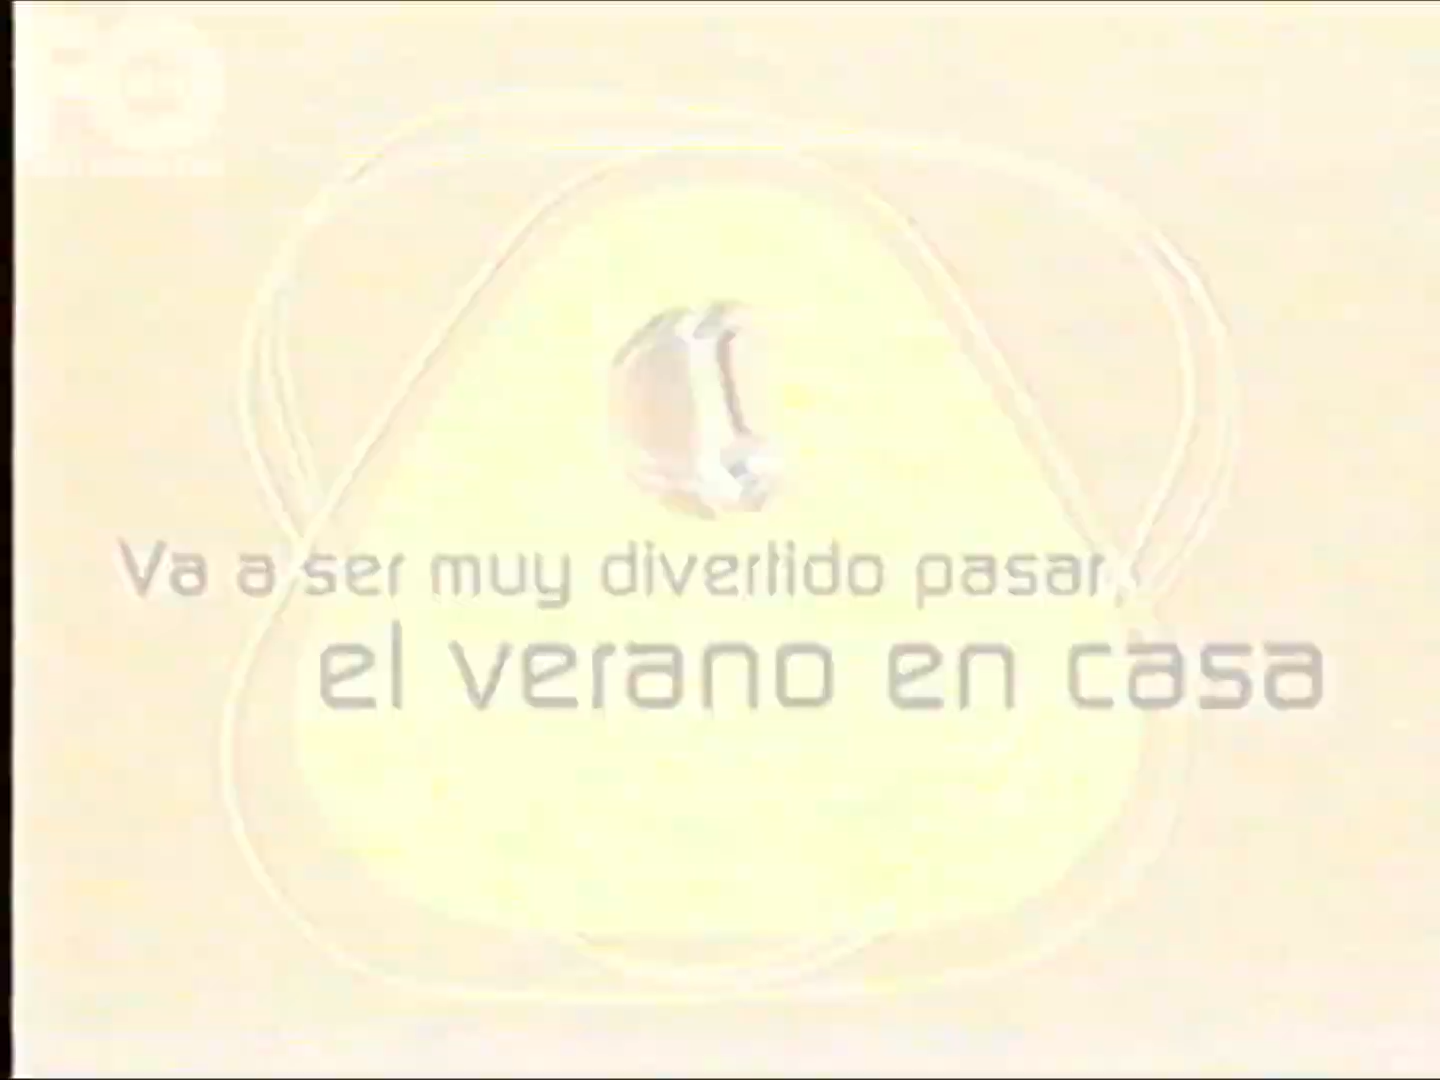 Va a ser muy divertido pasar,
el verano en casa